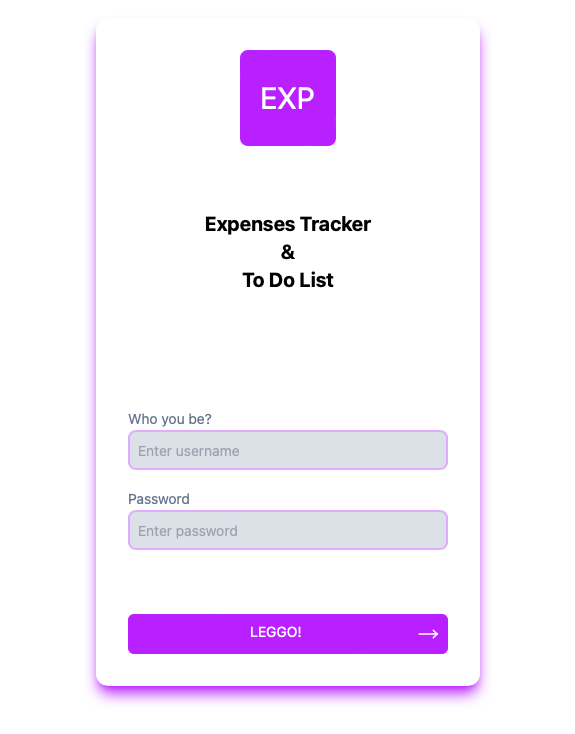 EXP
Expenses Tracker
&
To Do List
Who you be?
Enter username
Password
Enter password
LEGGO!